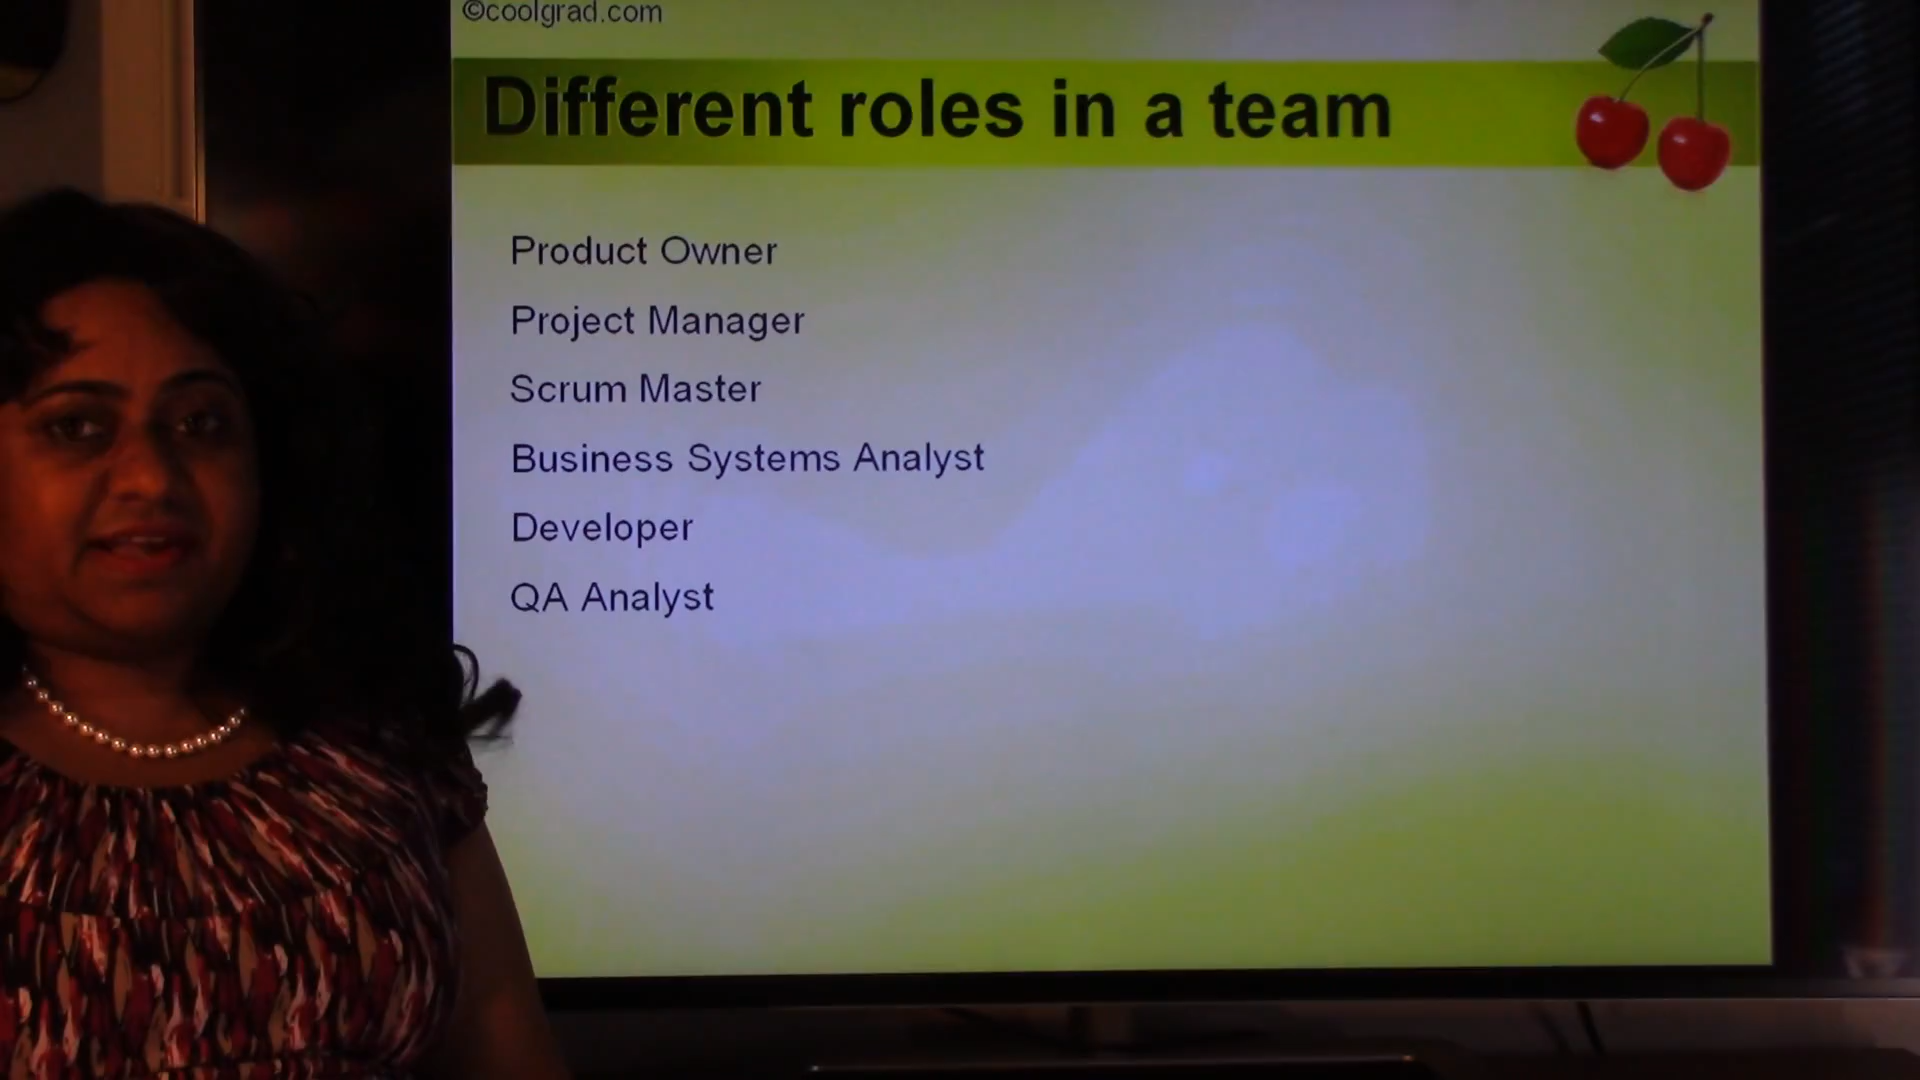 ©coolgrad.com
Different roles in a team
Product Owner
Project Manager
Scrum Master
Business Systems Analyst
Developer
QA Analyst